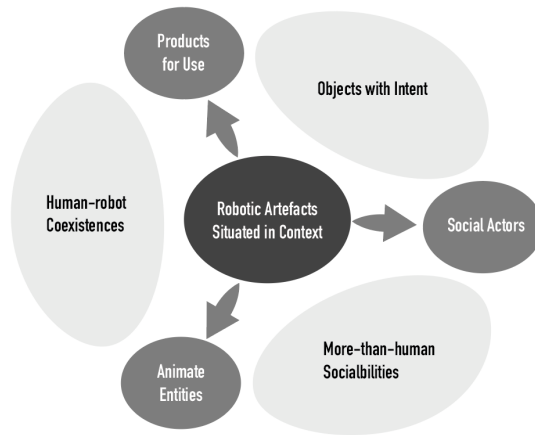 Products
for Use
Objects with Intent
Human-robot
Coexistences
Robotic Artefacts
Situated in Context
Social Actors
More-than-human
Socialbilities
Animate
Entities